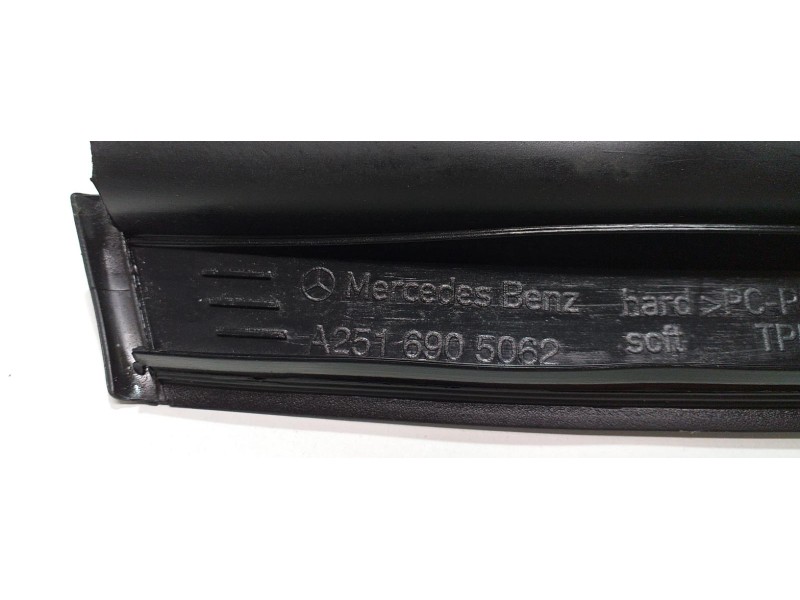 Mercedes Benz hard >PC-P
A251 690 5062 soft TP